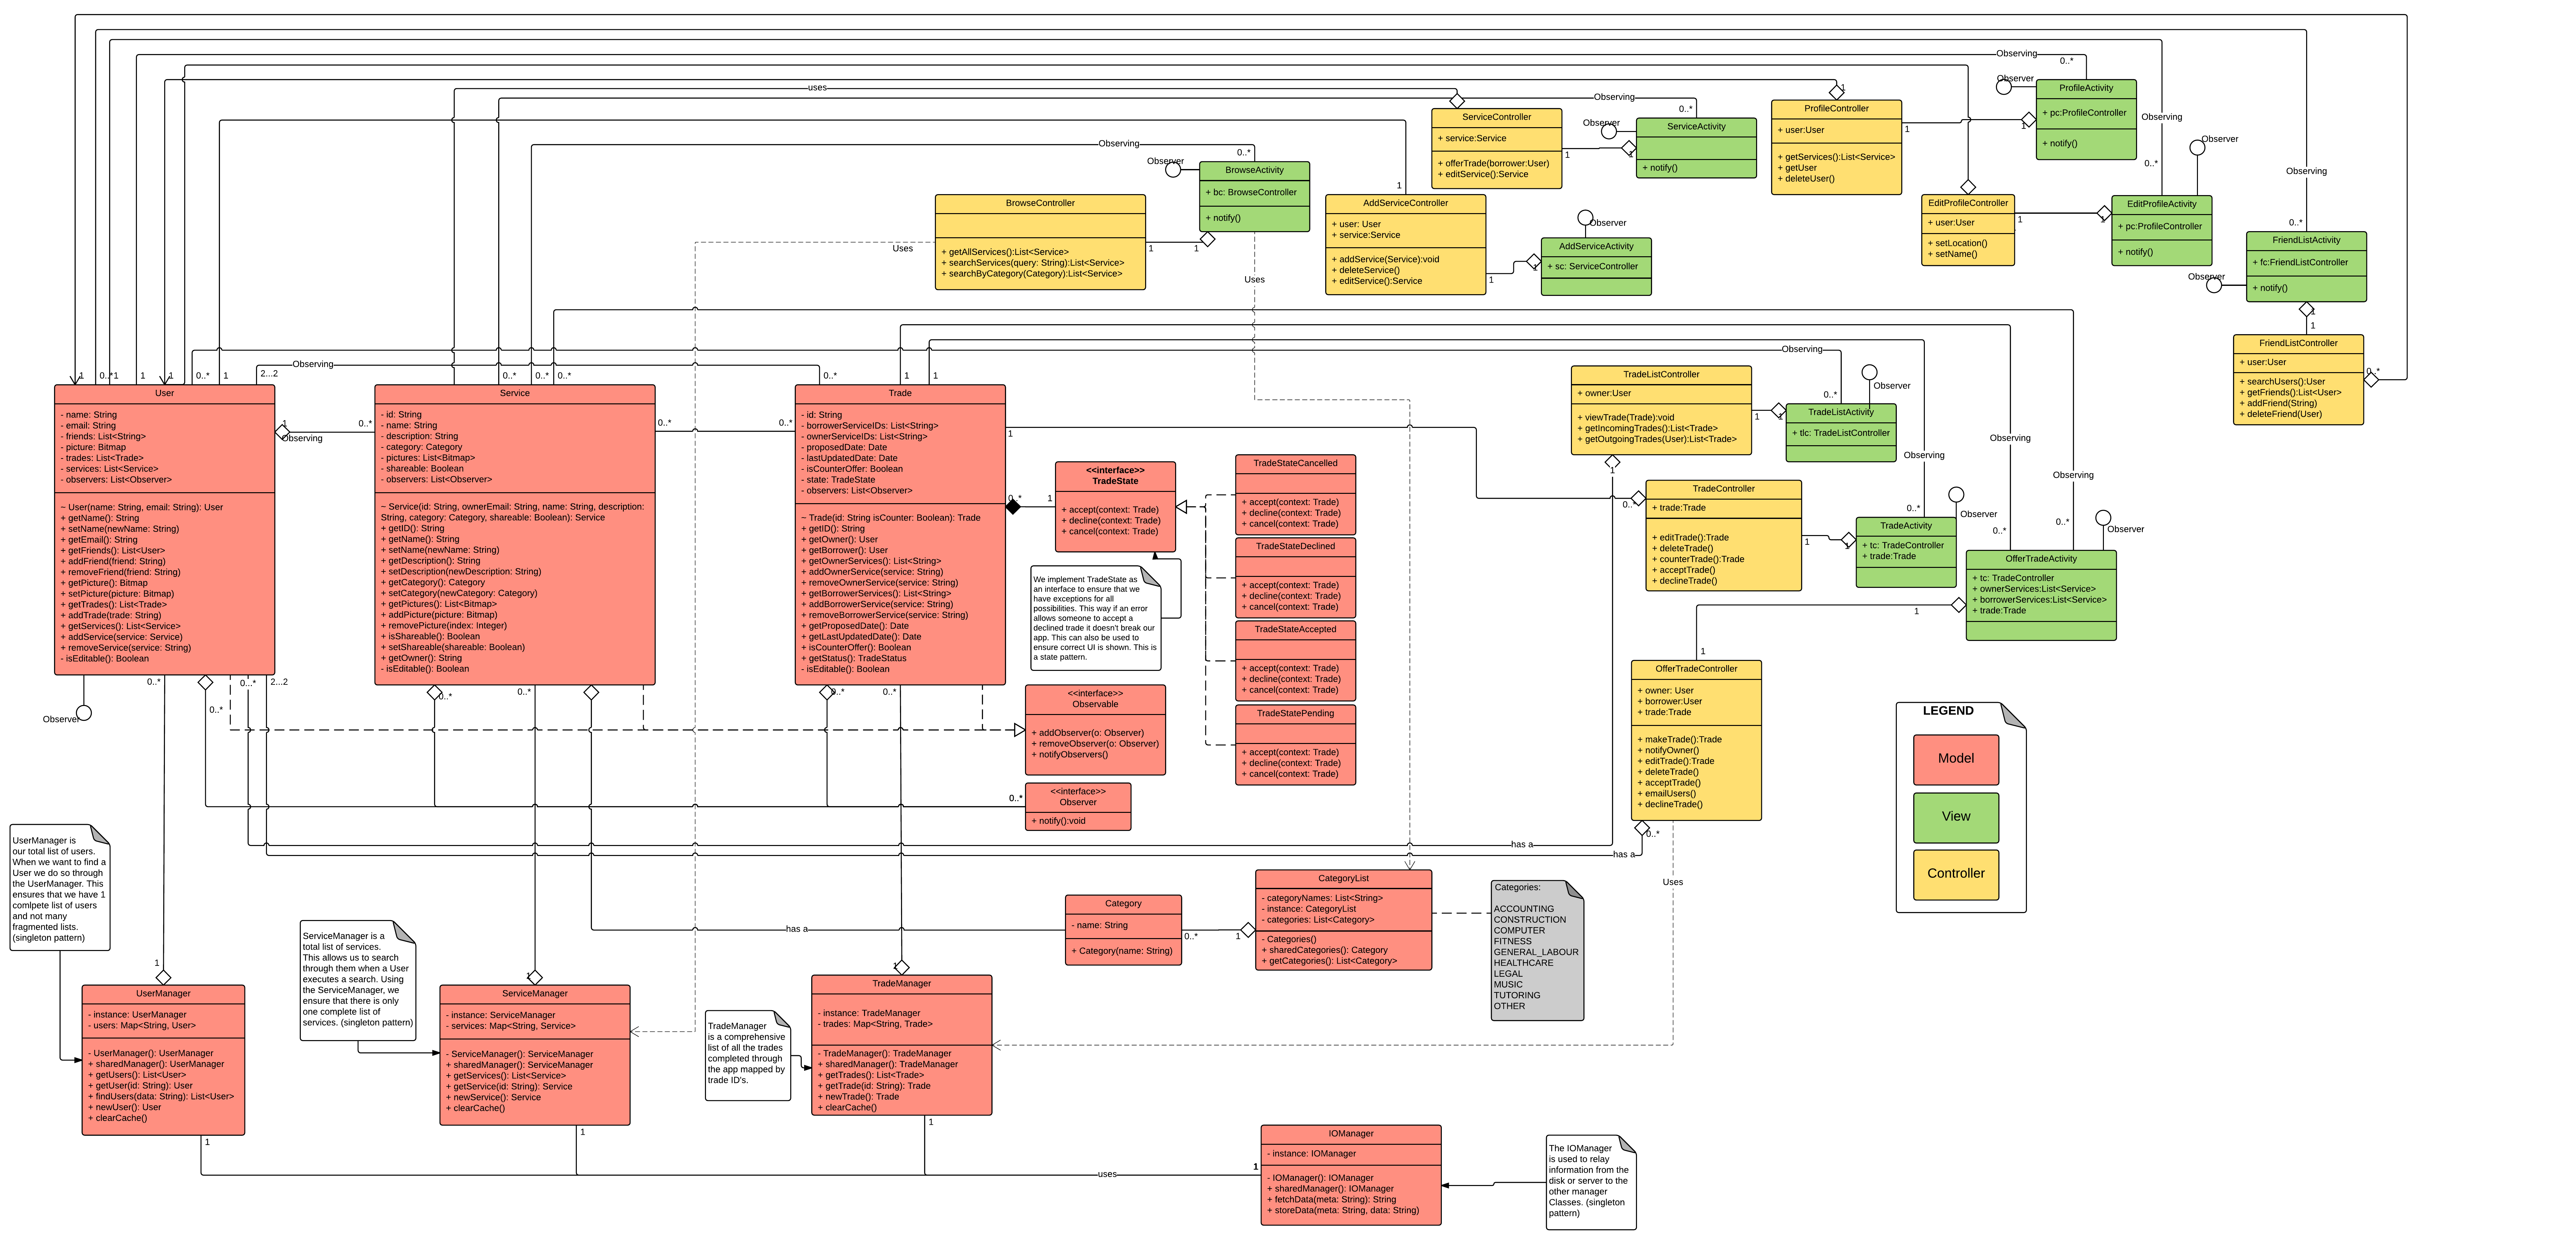 Observing
0..*
Observer
ProfileActivity
+ pc:ProfileController
+ notify()
1
uses
Observing
0..*
ProfileController
+ user:User
+ getServices():List<Service>
+ getUser
+ deleteUser()
1
1
1
ServiceController
+ service:Service
+ offerTrade(borrower:User)
+ editService():Service
1
1
Observer
ServiceActivity
+ notify()
Observing
0..*
Observer
EditProfileActivity
+ pc:ProfileController
+ notify()
Observing
0..*
Observer
BrowseActivity
+ bc: BrowseController
+ notify()
Observing
0..*
EditProfileController
+ user:User
+ setLocation()
+ setName()
1
1
BrowseController
+ getAllServices():List<Service>
+ searchServices(query: String):List<Service>
+ searchByCategory(Category):List<Service>
1
1
Uses
Uses
1
AddServiceController
+ user: User
+ service:Service
+ addService(Service):void
+ deleteService()
+ editService():Service
1
1
Observer
AddServiceActivity
+ sc: ServiceController
FriendListActivity
+ fc:FriendListController
+ notify()
Observer
1
1
FriendListController
+ user:User
+ searchUsers():User
+ getFriends():List<User>
+ addFriend(String)
+ deleteFriend(User)
0..*
1
0..*
1
1
1
0..*
1
2...2
Observing
0..*
0..*
0..*
0..*
1
1
Observing
0..*
User
- name: String
- email: String
- friends: List<String>
- picture: Bitmap
- trades: List<Trade>
- services: List<Service>
- observers: List<Observer>
~ User(name: String, email: String): User
+ getName(): String
+ setName(newName: String)
+ getEmail(): String
+ getFriends(): List<User>
+ addFriend(friend: String)
+ removeFriend(friend: String)
+ getPicture(): Bitmap
+ setPicture(picture: Bitmap)
+ getTrades(): List<Trade>
+ addTrade(trade: String)
+ getServices(): List<Service>
+ addService(service: Service)
+ removeService(service: String)
- isEditable(): Boolean
1
Observing
0..*
Service
- id: String
- name: String
- description: String
- category: Category
- pictures: List<Bitmap>
- shareable: Boolean
- observers: List<Observer>
~ Service(id: String, ownerEmail: String, name: String, description:
String, category: Category, shareable: Boolean): Service
+ getID(): String
+ getName(): String
+ setName(newName: String)
+ getDescription(): String
+ setDescription(newDescription: String)
+ getCategory(): Category
+ setCategory(newCategory: Category)
+ getPictures(): List<Bitmap>
+ addPicture(picture: Bitmap)
+ removePicture(index: Integer)
+ isShareable(): Boolean
+ setShareable(shareable: Boolean)
+ getOwner(): String
- isEditable(): Boolean
0..*
0..*
Trade
- id: String
- borrowerServiceIDs: List<String>
- ownerServiceIDs: List<String>
- proposedDate: Date
- lastUpdatedDate: Date
- isCounterOffer: Boolean
- state: TradeState
- observers: List<Observer>
~ Trade(id: String isCounter: Boolean): Trade
+ getID(): String
+ getOwner(): User
+ getBorrower(): User
+ getOwnerServices(): List<String>
+ addOwnerService(service: String)
+ removeOwnerService(service: String)
+ getBorrowerServices(): List<String>
+ addBorrowerService(service: String)
+ removeBorrowerService(service: String)
+ getProposedDate(): Date
+ getLastUpdatedDate(): Date
+ isCounterOffer(): Boolean
+ getStatus(): TradeState
- isEditable(): Boolean
1
0..*
1
<<interface>>
TradeState
+ accept(context: Trade)
+ decline(context: Trade)
+ cancel(context: Trade)
We implement TradeState as
an interface to ensure that we
have exceptions for all
possibilities. This way if an error
allows someone to accept a
declined trade it doesn't break our
app. This can also be used to
ensure correct UI is shown. This is
a state pattern.
TradeStateCancelled
+ accept(context: Trade)
+ decline(context: Trade)
+ cancel(context: Trade)
TradeStateDeclined
+ accept(context: Trade)
+ decline(context: Trade)
+ cancel(context: Trade)
TradeStateAccepted
+ accept(context: Trade)
+ decline(context: Trade)
+ cancel(context: Trade)
TradeStatePending
+ accept(context: Trade)
+ decline(context: Trade)
+ cancel(context: Trade)
TradeListController
+ owner:User
+ viewTrade(Trade):void
+ getIncomingTrades():List<Trade>
+ getOutgoingTrades(User):List<Trade>
1
1
1
Observer
TradeListActivity
+ tlc: TradeListController
TradeController
+ trade:Trade
+ editTrade():Trade
+ deleteTrade()
+ counterTrade():Trade
+ acceptTrade()
+ declineTrade()
0..*
1
1
Observing
0..*
Observer
TradeActivity
+ tc: TradeController
+ trade:Trade
Observing
0..*
Observing
0..*
Observer
OfferTradeActivity
+ tc: TradeController
+ ownerServices:List<Service>
+ borrowerServices:List<Service>
+ trade:Trade
1
1
OfferTradeController
+ owner: User
+ borrower:User
+ trade:Trade
+ makeTrade():Trade
+ notifyOwner()
+ editTrade():Trade
+ deleteTrade()
+ acceptTrade()
+ emailUsers()
+ declineTrade()
0..*
Uses
LEGEND
Model
View
Controller
Observer
0..*
0..*
0...*
2...2
0..*
0..*
0..*
0..*
<<interface>>
Observable
+ addObserver(o: Observer)
+ removeObserver(o: Observer)
+ notifyObservers()
0..*
<<interface>>
Observer
+ notify():void
has a
has a
UserManager is
our total list of users.
When we want to find a
User we do so through
the UserManager. This
ensures that we have 1
comlpete list of users
and not many
fragmented lists.
(singleton pattern)
ServiceManager is a
total list of services.
This allows us to search
through them when a User
executes a search. Using
the ServiceManager, we
ensure that there is only
one complete list of
services. (singleton pattern)
has a
Category
- name: String
+ Category(name: String)
0..*
1
CategoryList
- categoryNames: List<String>
- instance: CategoryList
- categories: List<Category>
- Categories()
+ sharedCategories(): Category
+ getCategories(): List<Category>
Categories:
ACCOUNTING
CONSTRUCTION
COMPUTER
FITNESS
GENERAL_LABOUR
HEALTHCARE
LEGAL
MUSIC
TUTORING
OTHER
1
UserManager
- instance: UserManager
- users: Map<String, User>
- UserManager(): UserManager
+ sharedManager(): UserManager
+ getUsers(): List<User>
+ getUser(id: String): User
+ findUsers(data: String): List<User>
+ newUser(): User
+ clearCache()
1
1
ServiceManager
- instance: ServiceManager
- services: Map<String, Service>
- ServiceManager(): ServiceManager
+ sharedManager(): ServiceManager
+ getServices(): List<Service>
+ getService(id: String): Service
+ newService(): Service
+ clearCache()
1
TradeManager
is a comprehensive
list of all the trades
completed through
the app mapped by
trade ID's.
1
TradeManager
- instance: TradeManager
- trades: Map<String, Trade>
- TradeManager(): TradeManager
+ sharedManager(): TradeManager
+ getTrades(): List<Trade>
+ getTrade(id: String): Trade
+ newTrade(): Trade
+ clearCache()
1
uses
1
IOManager
- instance: IOManager
- IOManager(): IOManager
+ sharedManager(): IOManager
+ fetchData(meta: String): String
+ storeData(meta: String, data: String)
The IOManager
is used to relay
information from the
disk or server to the
other manager
Classes. (singleton
pattern)